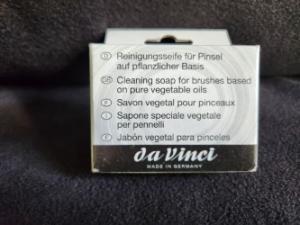 D Reinigungsseife für Pinsel
auf pflanzlicher Basis
GB Cleaning soap for brushes based
on pure vegetable oils
F Savon vegetal pour pinceaux
I Sapone speciale vegetale
per pennelli
E Jabón vegetal para pinceles
da Vinci
MADE IN GERMANY